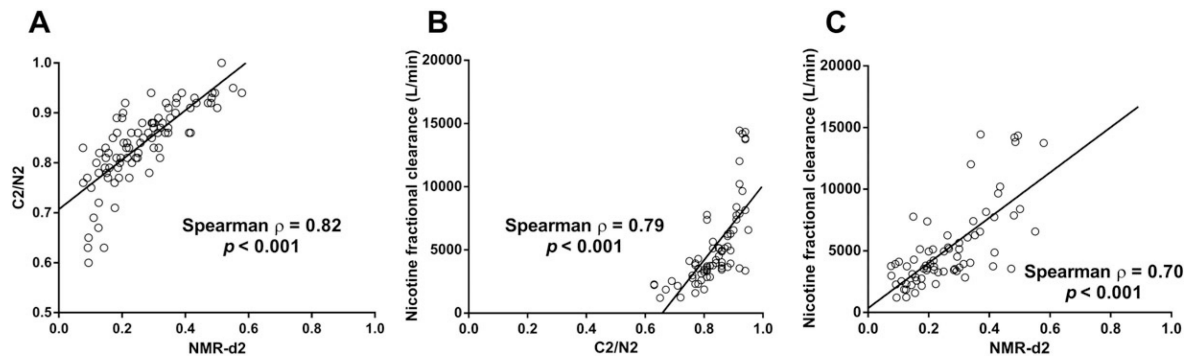 A
1.0
0.9
0.8
0.7
0.6
0.5
C2/N2
0.0
0.2
0.4
0.6
0.8
1.0
NMR-d2
Spearman ρ = 0.82
p < 0.001
B
20000
15000
10000
5000
0
Nicotine fractional clearance (L/min)
0.0
0.2
0.4
0.6
0.8
1.0
C2/N2
Spearman ρ = 0.79
p < 0.001
C
20000
15000
10000
5000
0
Nicotine fractional clearance (L/min)
0.0
0.2
0.4
0.6
0.8
1.0
NMR-d2
Spearman ρ = 0.70
p < 0.001